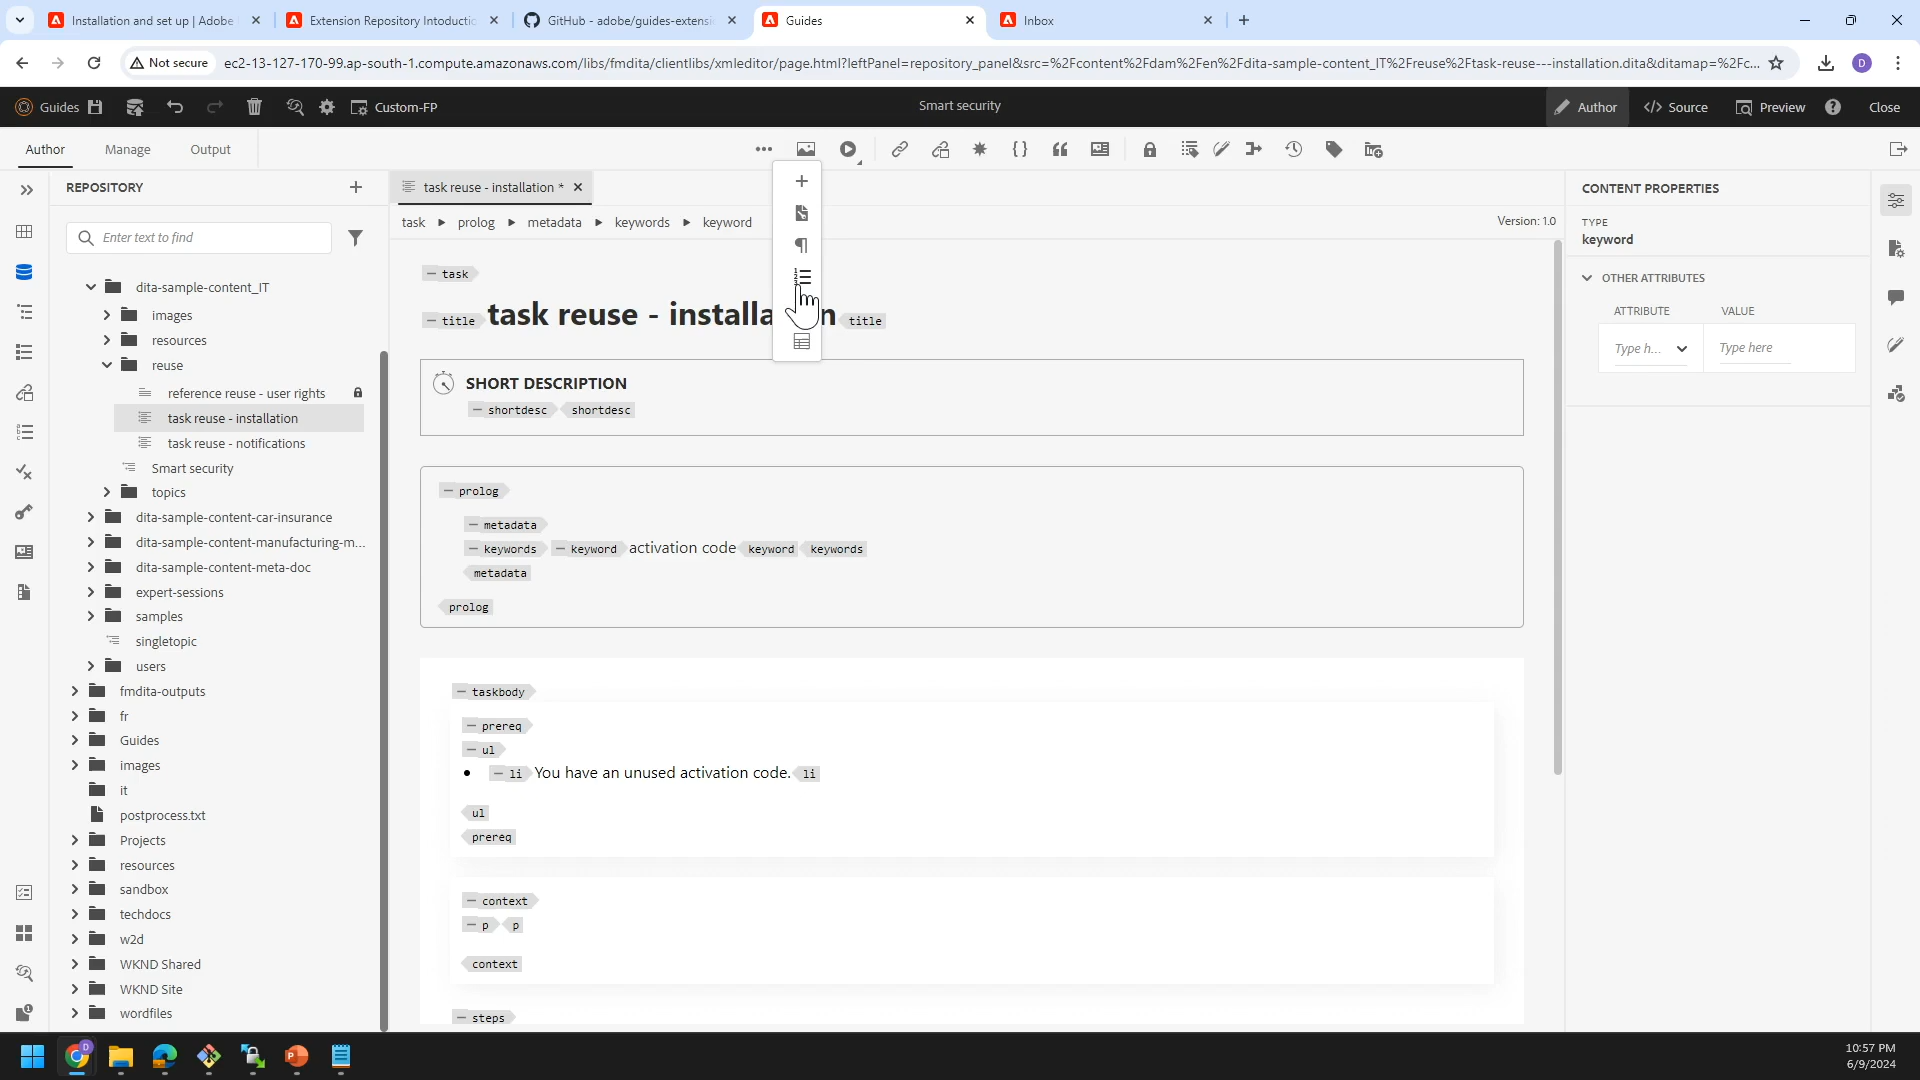 Installation and set up | Adobe
Extension Repository Intoductio
GitHub - adobe/guides-extensi
Guides
Inbox
Not secure
ec2-13-127-170-99.ap-south-1.compute.amazonaws.com/libs/fmdita/clientlibs/xmleditor/page.html?leftPanel=repository_panel&src=%2Fcontent%2Fdam%2Fen%2Fdita-sample-content_IT%2Freuse%2Ftask-reuse---installation.dita&ditamap=%2Fc...
D
Guides
Custom-FP
Smart security
Author
Source
Preview
Close
Author
Manage
Output
REPOSITORY
task reuse - installation *
CONTENT PROPERTIES
task
prolog
metadata
keywords
keyword
Version: 1.0
TYPE
keyword
Enter text to find
OTHER ATTRIBUTES
ATTRIBUTE
VALUE
Type h...
Type here
dita-sample-content_IT
images
resources
reuse
reference reuse - user rights
task reuse - installation
task reuse - notifications
Smart security
topics
dita-sample-content-car-insurance
dita-sample-content-manufacturing-m...
dita-sample-content-meta-doc
expert-sessions
samples
singletopic
users
fmdita-outputs
fr
Guides
images
it
postprocess.txt
Projects
resources
sandbox
techdocs
w2d
WKND Shared
WKND Site
wordfiles
task
title task reuse - installa n title
SHORT DESCRIPTION
shortdesc shortdesc
prolog
metadata
keywords keyword activation code keyword keywords
metadata
prolog
taskbody
prereq
ul
li You have an unused activation code. li
ul
prereq
context
p p
context
steps
10:57 PM
6/9/2024